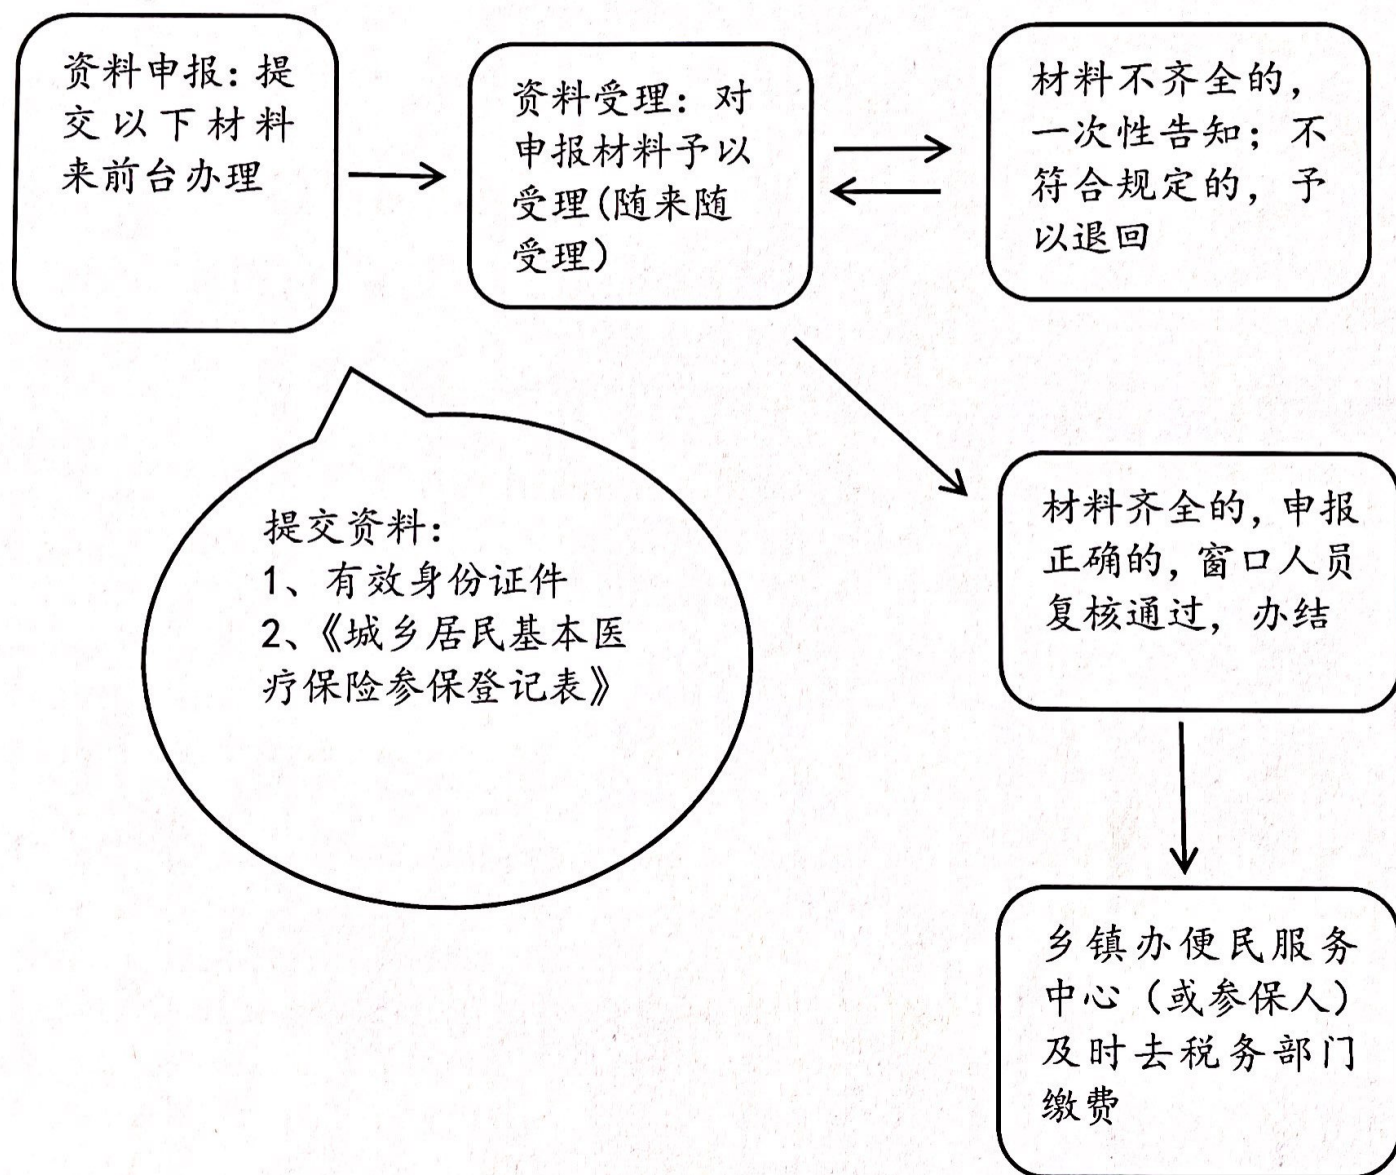 资料申报：提
交以下材料
来前台办理
资料受理：对
申报材料予以
受理(随来随
受理）
材料不齐全的，
一次性告知；不
符合规定的，予
以退回
提交资料：
1、有效身份证件
2、《城乡居民基本医
疗保险参保登记表》
材料齐全的，申报
正确的，窗口人员
复核通过，办结
乡镇办便民服务
中心（或参保人）
及时去税务部门
缴费